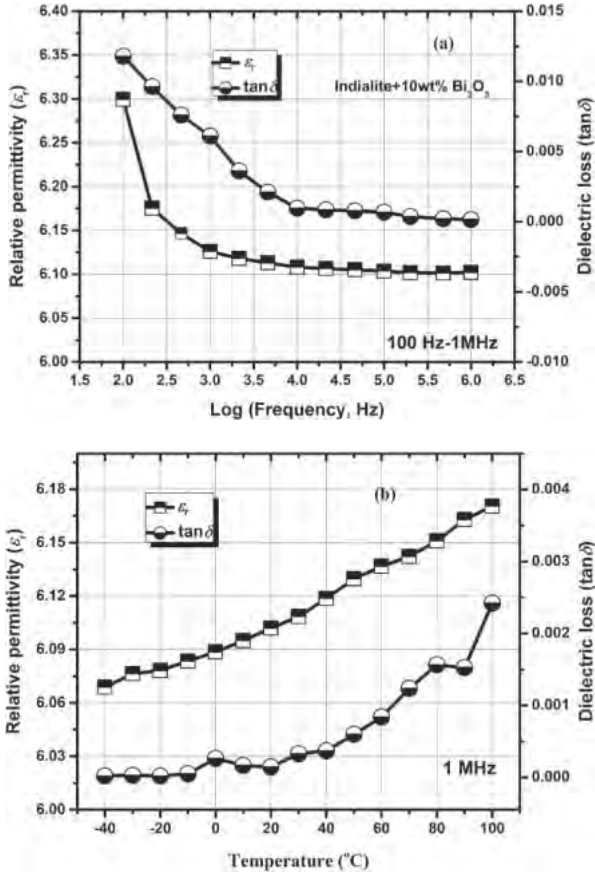 6.40
6.35
6.30
6.25
6.20
6.15
6.10
6.05
6.00
Relative permittivity (εr)
0.015
0.010
0.005
0.000
-0.005
-0.010
Dielectric loss (tanδ)
(a)
εr
tanδ
Indialite+10wt% Bi2O3
100 Hz-1MHz
1.5 2.0 2.5 3.0 3.5 4.0 4.5 5.0 5.5 6.0 6.5
Log (Frequency, Hz)
6.18
6.15
6.12
6.09
6.06
6.03
6.00
Relative permittivity (εr)
0.004
0.003
0.002
0.001
0.000
Dielectric loss (tanδ)
(b)
εr
tanδ
1 MHz
-40 -20 0 20 40 60 80 100
Temperature (°C)